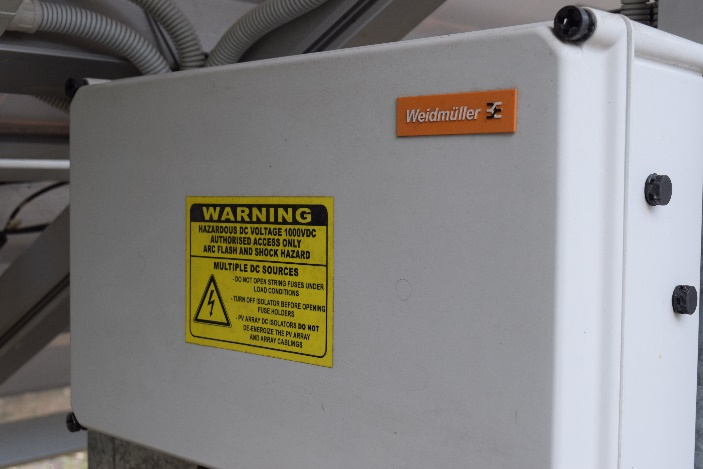 Weidmüller
WARNING
HAZARDOUS DC VOLTAGE 1000VDC
AUTHORISED ACCESS ONLY
ARC FLASH AND SHOCK HAZARD
MULTIPLE DC SOURCES
- DO NOT OPEN STRING FUSES UNDER
LOAD CONDITIONS
- TURN OFF ISOLATOR BEFORE OPENING
FUSE HOLDERS
- PV ARRAY DC ISOLATORS DO NOT
DE-ENERGIZE THE PV ARRAY
AND ARRAY CABLINGS